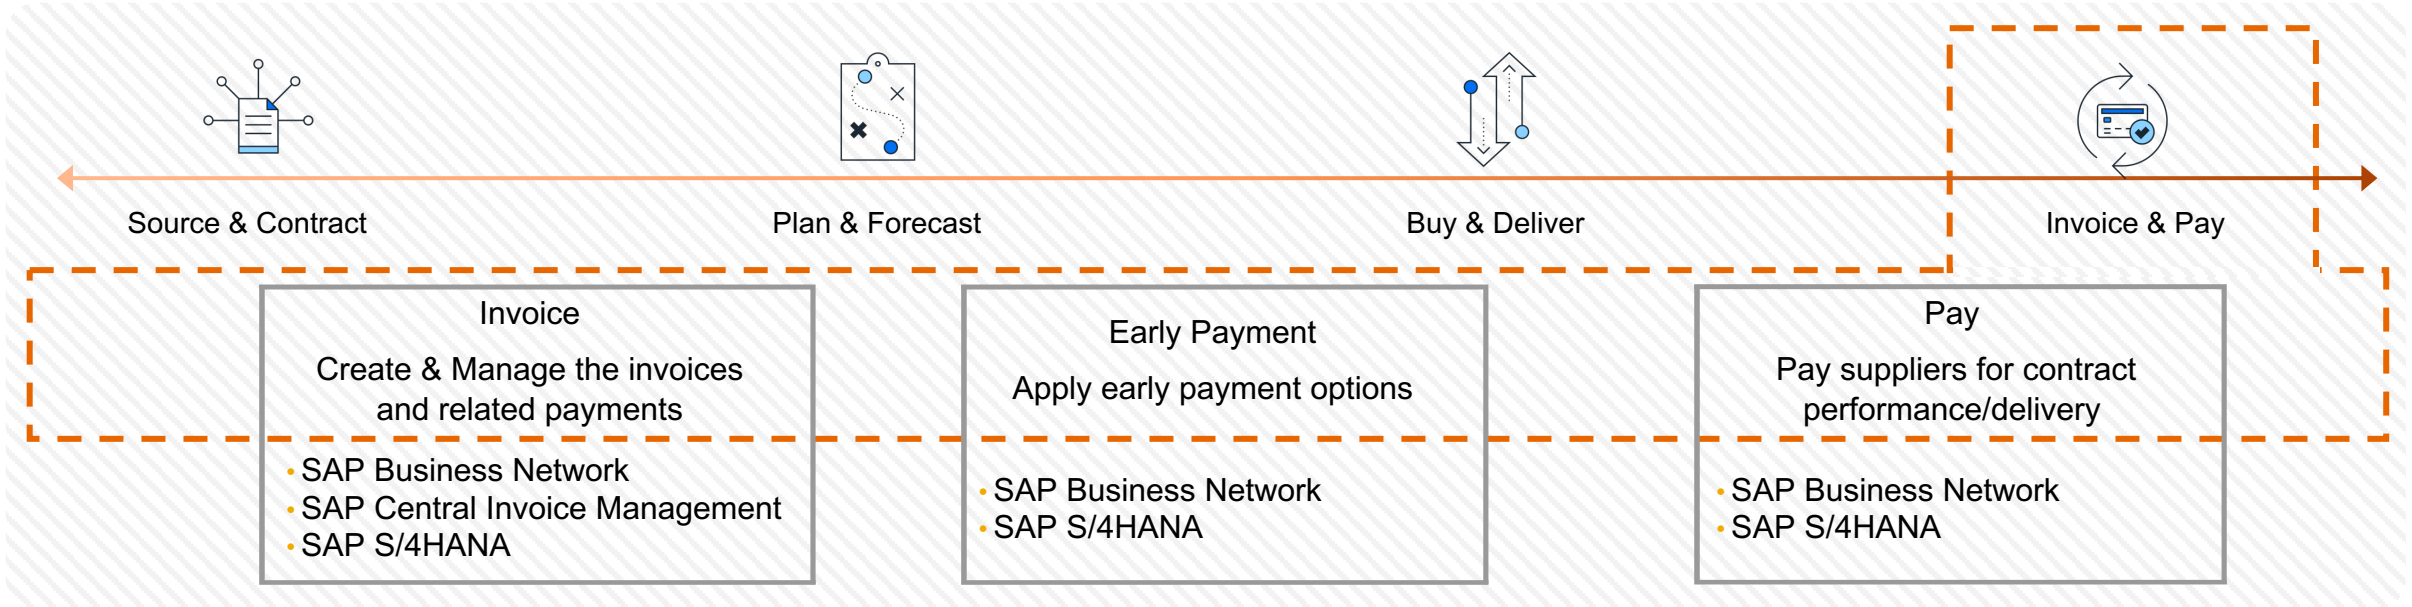 Source & Contract
Plan & Forecast
Buy & Deliver
Invoice & Pay
Invoice
Create & Manage the invoices
and related payments
• SAP Business Network
• SAP Central Invoice Management
• SAP S/4HANA
Early Payment
Apply early payment options
• SAP Business Network
• SAP S/4HANA
Pay
Pay suppliers for contract
performance/delivery
• SAP Business Network
• SAP S/4HANA